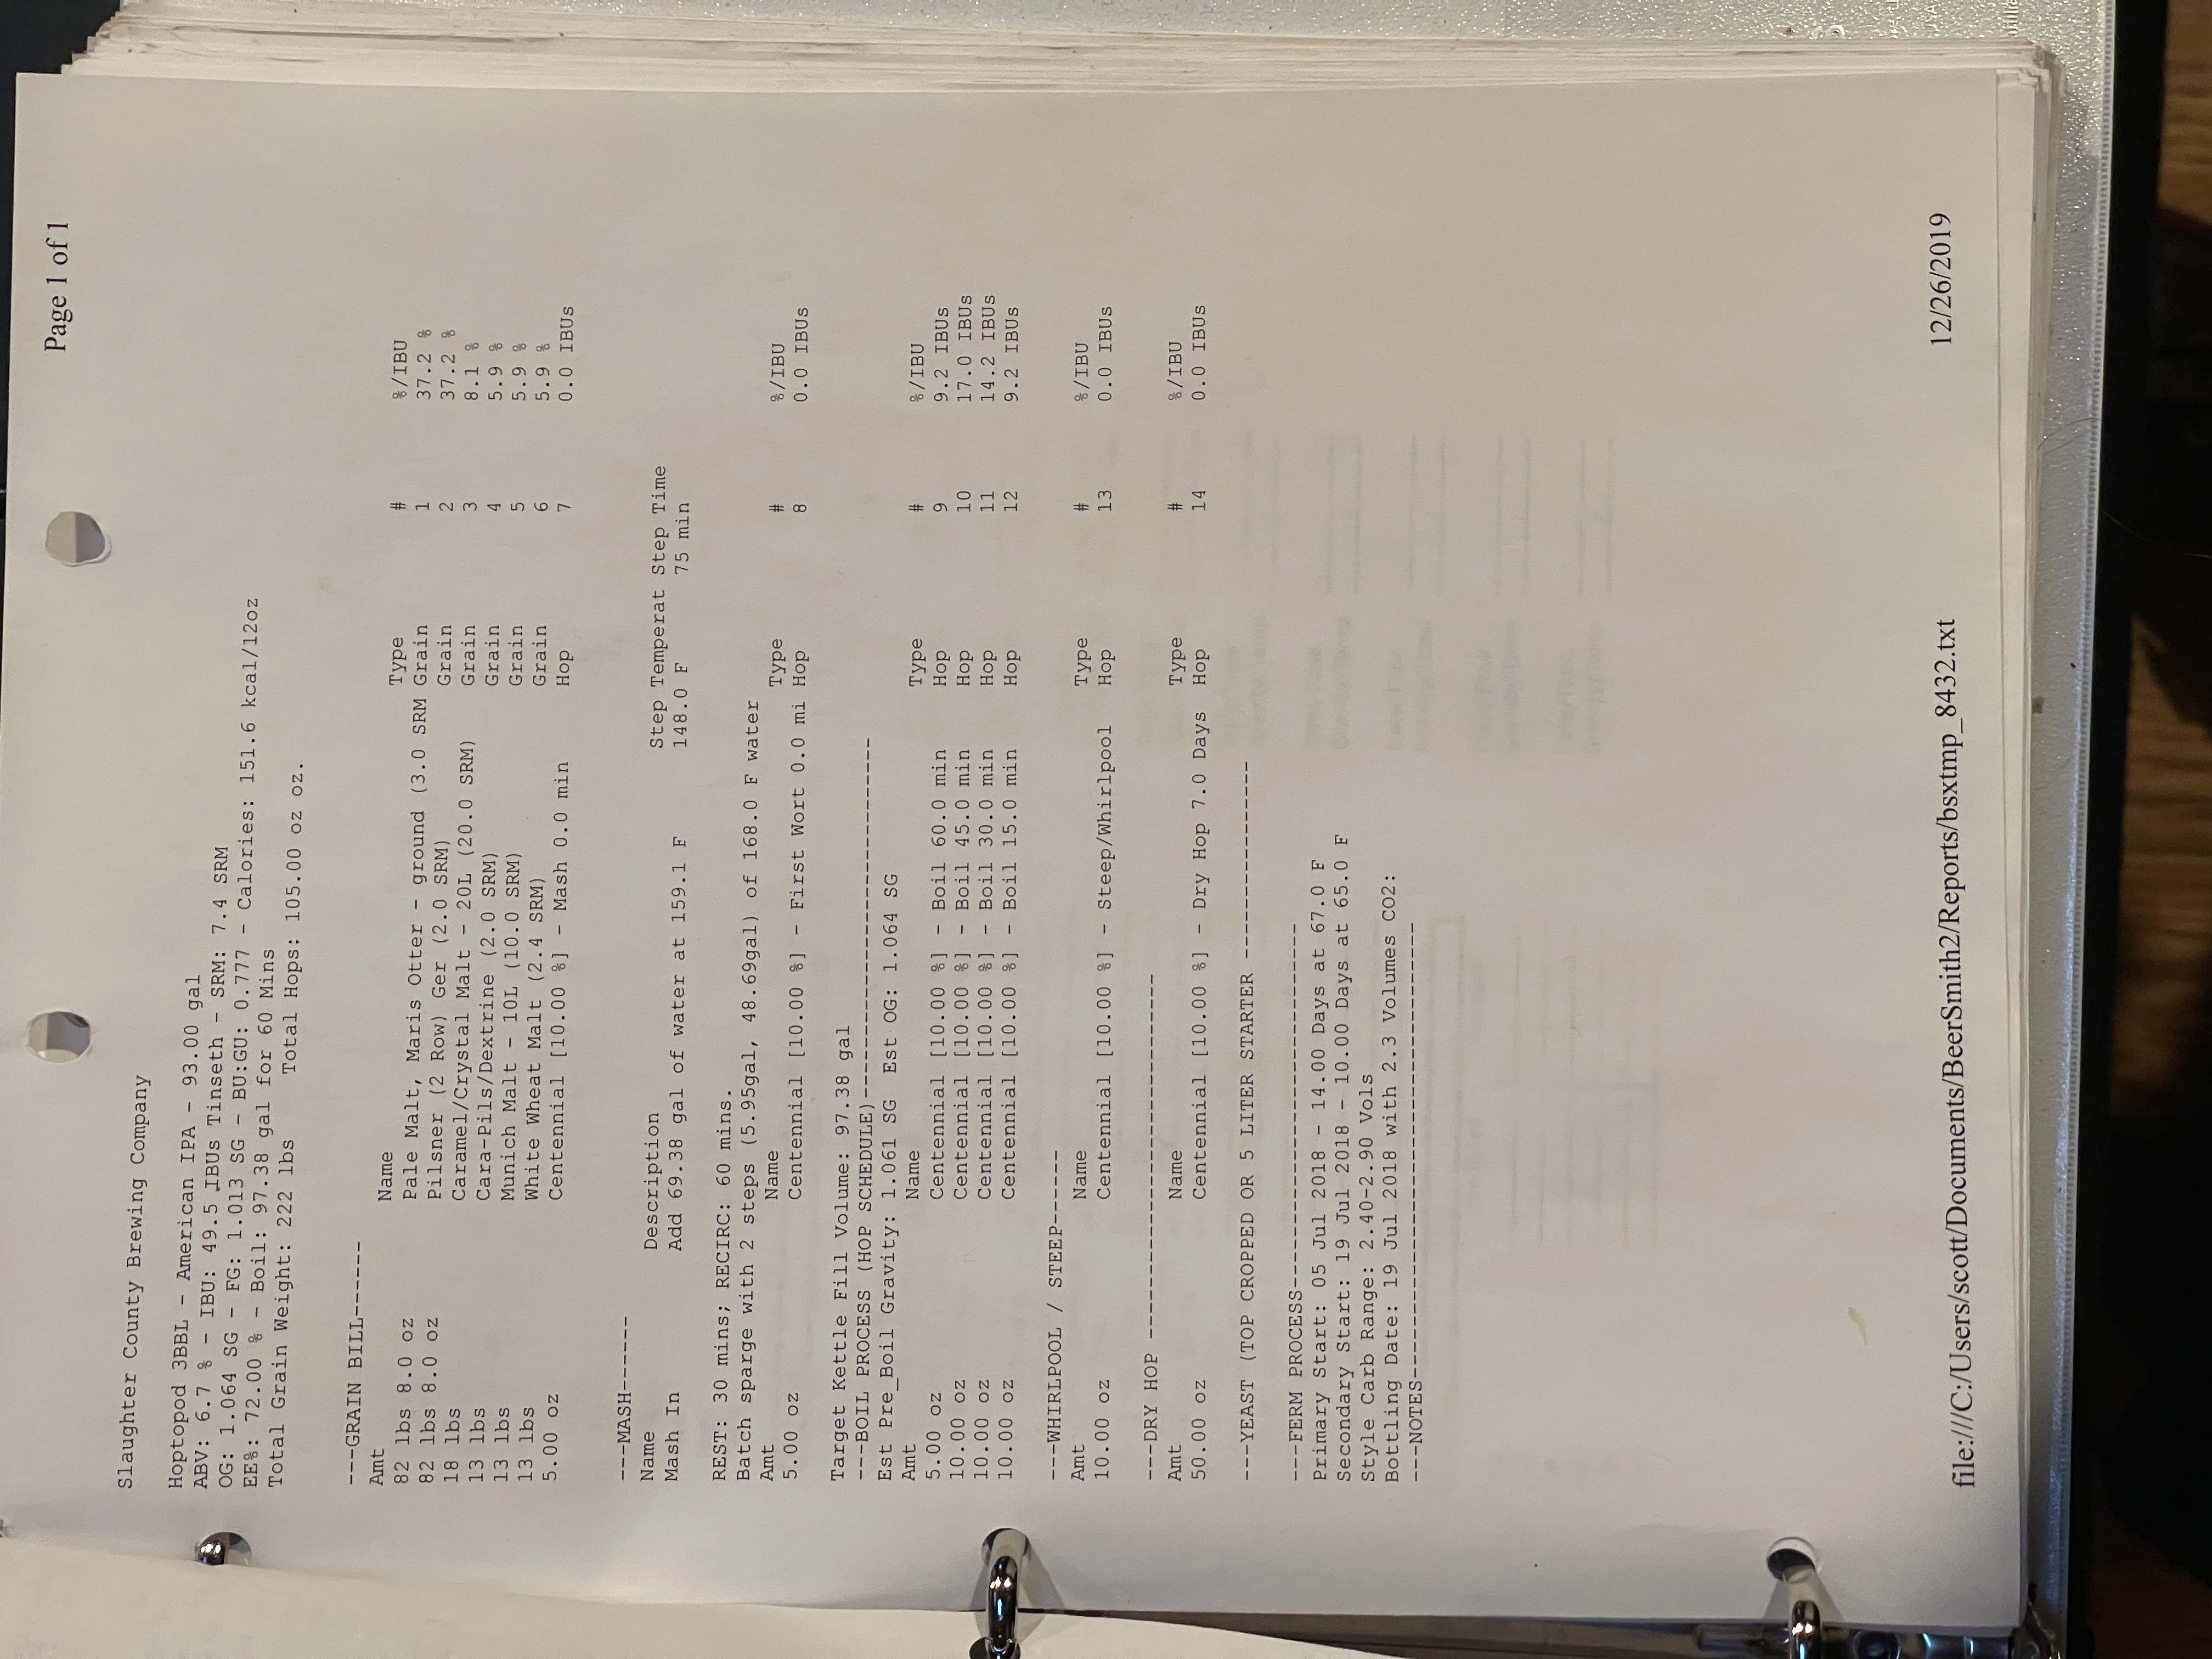 Page 1 of 1
Slaughter County Brewing Company
Hoptopod 3BBL - American IPA - 93.00 gal
ABV: 6.7 % - IBU: 49.5 IBUs Tinseth - SRM: 7.4 SRM
OG: 1.064 SG - FG: 1.013 SG - BU:GU: 0.777 - Calories: 151.6 kcal/12oz
EE%: 72.00 % - Boil: 97.38 gal for 60 Mins
Total Grain Weight: 222 lbs Total Hops: 105.00 oz oz.
---GRAIN BILL------
Amt Name Type # %/IBU
82 lbs 8.0 oz Pale Malt, Maris Otter - ground (3.0 SRM Grain 1 37.2 %
82 lbs 8.0 oz Pilsner (2 Row) Ger (2.0 SRM) Grain 2 37.2 %
18 lbs Caramel/Crystal Malt - 20L (20.0 SRM) Grain 3 8.1 %
13 lbs Cara-Pils/Dextrine (2.0 SRM) Grain 4 5.9 %
13 lbs Munich Malt - 10L (10.0 SRM) Grain 5 5.9 %
13 lbs White Wheat Malt (2.4 SRM) Grain 6 5.9 %
5.00 oz Centennial [10.00 %] - Mash 0.0 min Hop 7 0.0 IBUs
---MASH------
Name Description Step Temperat Step Time
Mash In Add 69.38 gal of water at 159.1 F 148.0 F 75 min
REST: 30 mins; RECIRC: 60 mins.
Batch sparge with 2 steps (5.95gal, 48.69gal) of 168.0 F water
Amt Name Type # %/IBU
5.00 oz Centennial [10.00 %] - First Wort 0.0 mi Hop 8 0.0 IBUs
Target Kettle Fill Volume: 97.38 gal
---BOIL PROCESS (HOP SCHEDULE)----------------------------
Est Pre_Boil Gravity: 1.061 SG Est OG: 1.064 SG
Amt Name Type # %/IBU
5.00 oz Centennial [10.00 %] - Boil 60.0 min Hop 9 9.2 IBUs
10.00 oz Centennial [10.00 %] - Boil 45.0 min Hop 10 17.0 IBUs
10.00 oz Centennial [10.00 %] - Boil 30.0 min Hop 11 14.2 IBUs
10.00 oz Centennial [10.00 %] - Boil 15.0 min Hop 12 9.2 IBUs
---WHIRLPOOL / STEEP------
Amt Name Type # %/IBU
10.00 oz Centennial [10.00 %] - Steep/Whirlpool Hop 13 0.0 IBUs
---DRY HOP ----------------------------
Amt Name Type # %/IBU
50.00 oz Centennial [10.00 %] - Dry Hop 7.0 Days Hop 14 0.0 IBUs
---YEAST (TOP CROPPED OR 5 LITER STARTER ---------------
---FERM PROCESS----------------------------
Primary Start: 05 Jul 2018 - 14.00 Days at 67.0 F
Secondary Start: 19 Jul 2018 - 10.00 Days at 65.0 F
Style Carb Range: 2.40-2.90 Vols
Bottling Date: 19 Jul 2018 with 2.3 Volumes CO2:
---NOTES-----------------------------------
file:///C:/Users/scott/Documents/BeerSmith2/Reports/bsxtmp_8432.txt 12/26/2019